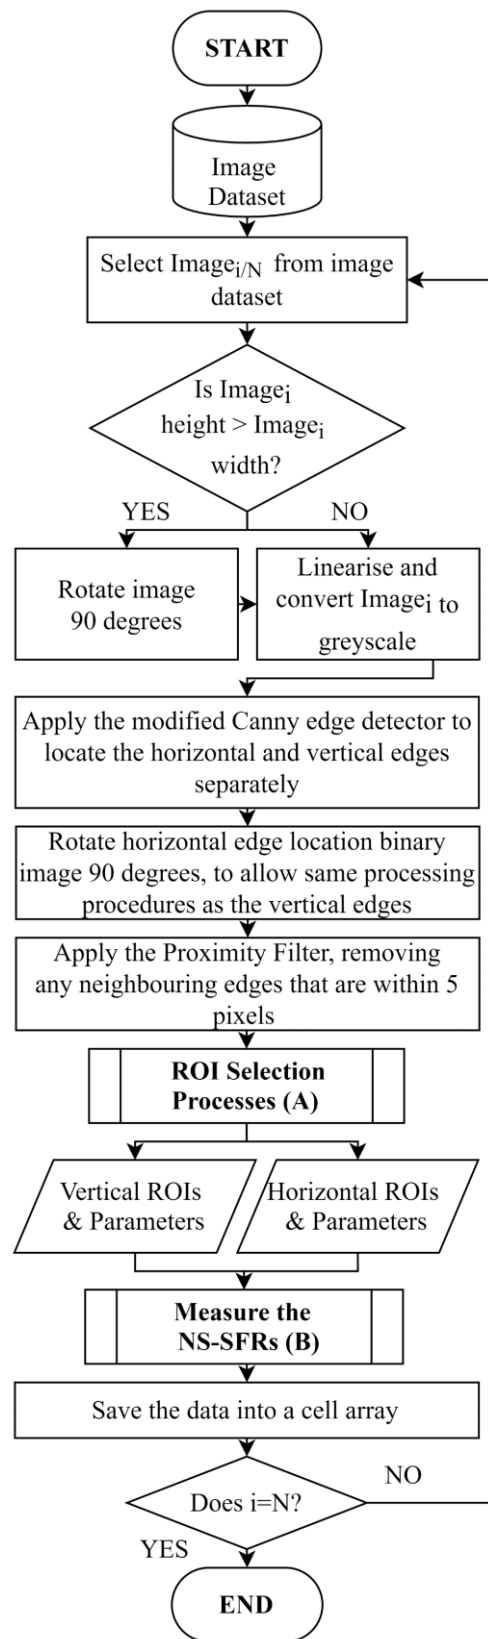 START
Image
Dataset
Select Image i/N from image
dataset
Is Image i
height > Image i
width?
YES
NO
Rotate image
90 degrees
Linearise and
convert Image i to
greyscale
Apply the modified Canny edge detector to
locate the horizontal and vertical edges
separately
Rotate horizontal edge location binary
image 90 degrees, to allow same processing
procedures as the vertical edges
Apply the Proximity Filter, removing
any neighbouring edges that are within 5
pixels
ROI Selection
Processes (A)
Vertical ROIs
& Parameters
Horizontal ROIs
& Parameters
Measure the
NS-SFRs (B)
Save the data into a cell array
Does i=N?
NO
YES
END